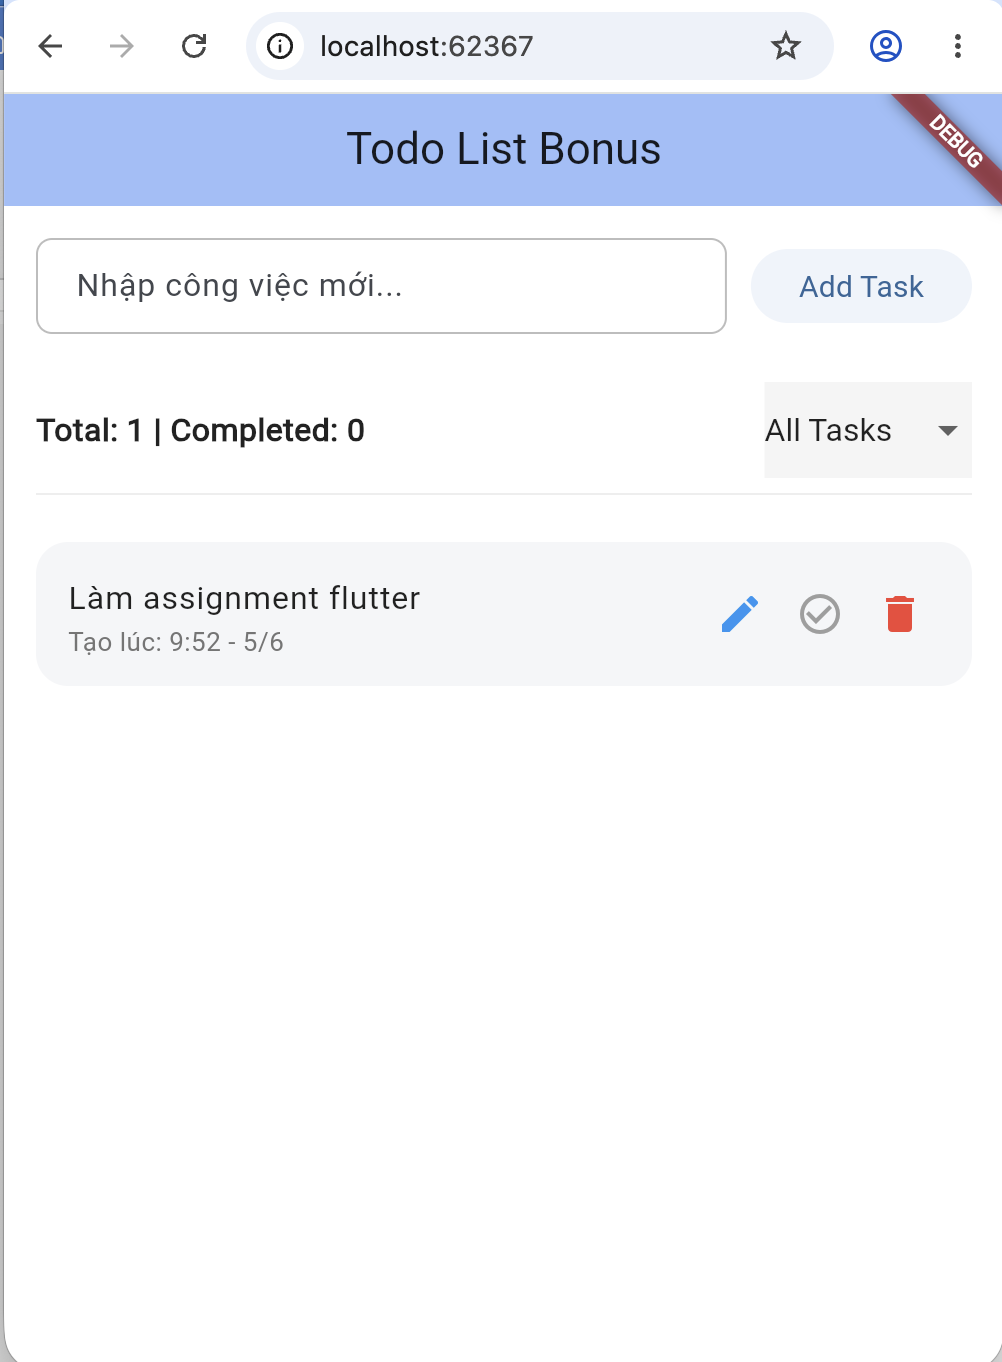 localhost:62367
Todo List Bonus
DEBUG
Nhập công việc mới...
Add Task
Total: 1 | Completed: 0
All Tasks
Làm assignment flutter
Tạo lúc: 9:52 - 5/6